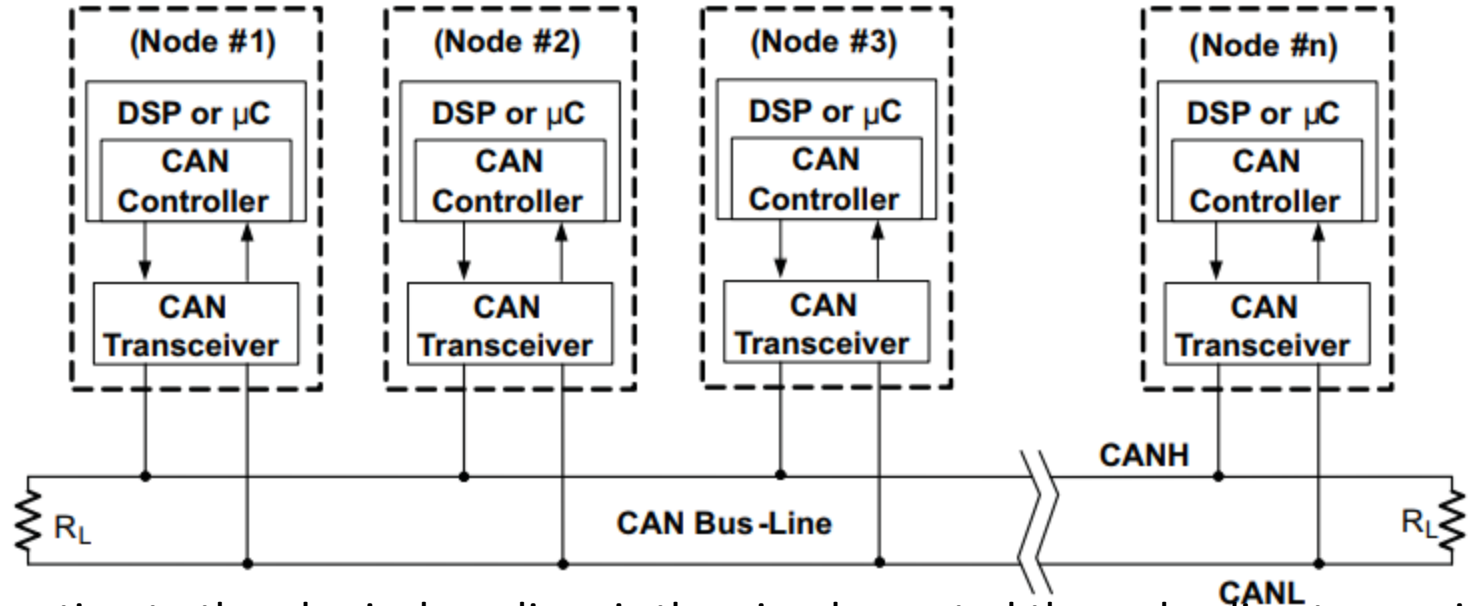 (Node #1)
DSP or µC
CAN
Controller
CAN
Transceiver
(Node #2)
DSP or µC
CAN
Controller
CAN
Transceiver
(Node #3)
DSP or µC
CAN
Controller
CAN
Transceiver
(Node #n)
DSP or µC
CAN
Controller
CAN
Transceiver
CANH
RL
CAN Bus-Line
RL
CANL